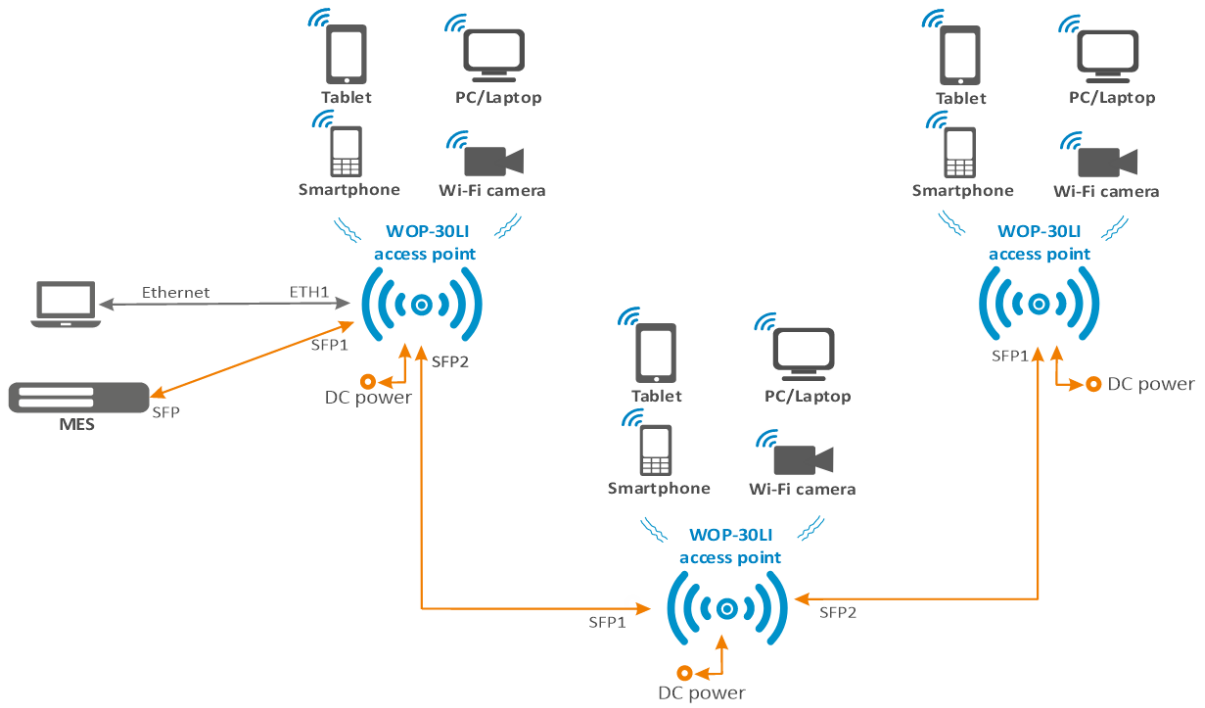 Tablet
PC/Laptop
Smartphone
Wi-Fi camera
WOP-30LI
access point
Ethernet
ETH1
SFP1
SFP2
DC power
SFP
MES
Tablet
PC/Laptop
Smartphone
Wi-Fi camera
WOP-30LI
access point
SFP1
SFP2
DC power
Tablet
PC/Laptop
Smartphone
Wi-Fi camera
WOP-30LI
access point
SFP1
DC power